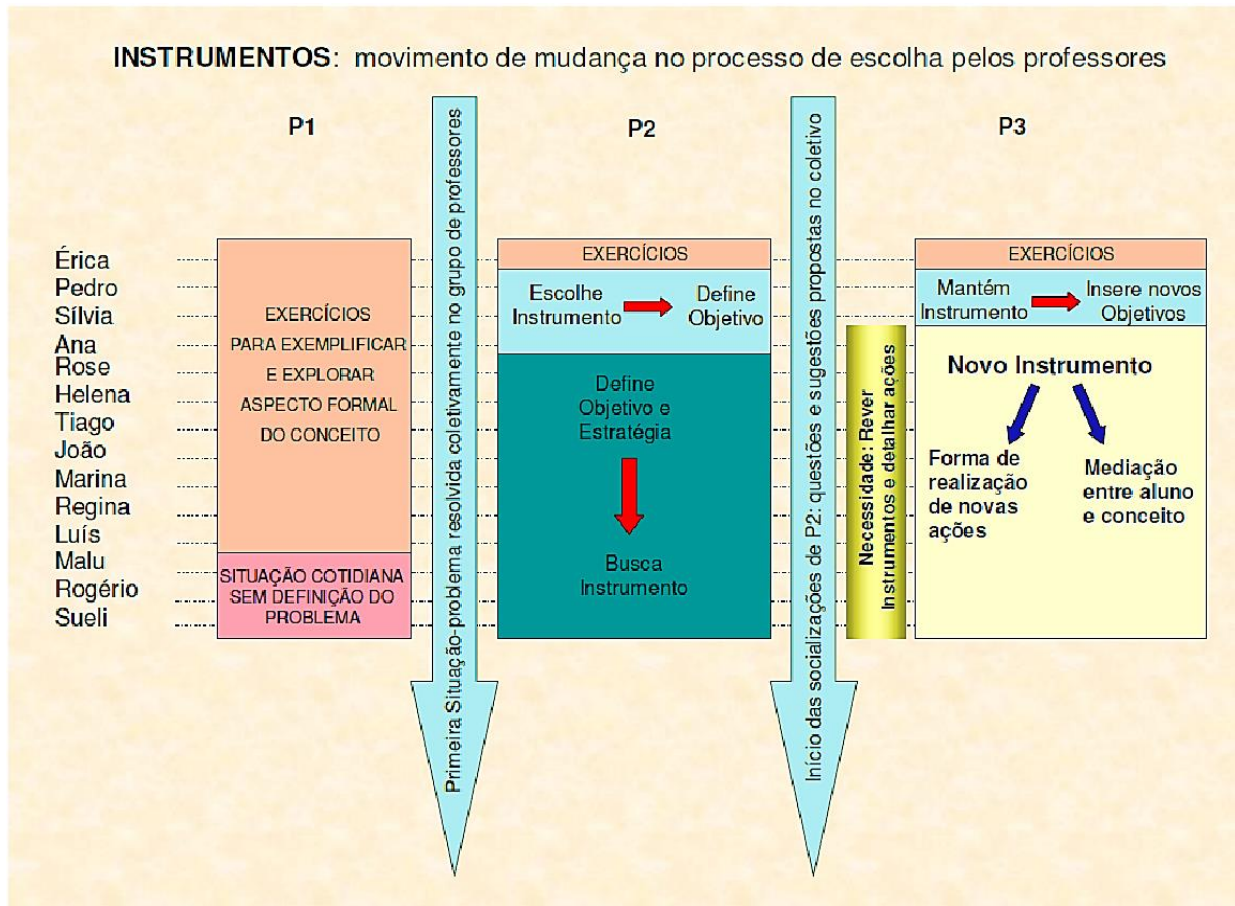 INSTRUMENTOS: movimento de mudança no processo de escolha pelos professores
P1
P2
P3
Érica
Pedro
Sílvia
Ana
Rose
Helena
Tiago
João
Marina
Regina
Luís
Malu
Rogério
Sueli
EXERCÍCIOS
PARA EXEMPLIFICAR
E EXPLORAR
ASPECTO FORMAL
DO CONCEITO
SITUAÇÃO COTIDIANA
SEM DEFINIÇÃO DO
PROBLEMA
Primeira Situação-problema resolvida coletivamente no grupo de professores
EXERCÍCIOS
Escolhe
Instrumento
Define
Objetivo
Define
Objetivo e
Estratégia
Busca
Instrumento
Início das socializações de P2: questões e sugestões propostas no coletivo
Necessidade: Rever
Instrumentos e detalhar ações
EXERCÍCIOS
Mantém
Instrumento
Insere novos
Objetivos
Novo Instrumento
Forma de
realização
de novas
ações
Mediação
entre aluno
e conceito